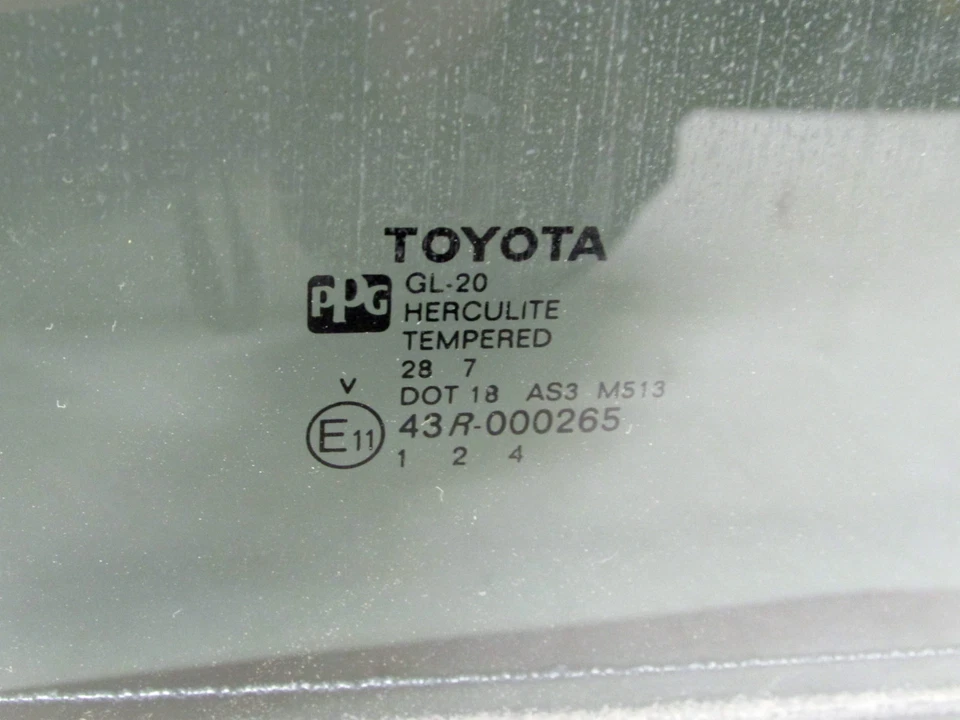 TOYOTA
PPG GL-20
HERCULITE
TEMPERED
28 7
V
DOT 18 AS3 M513
E11 43R-000265
1 2 4